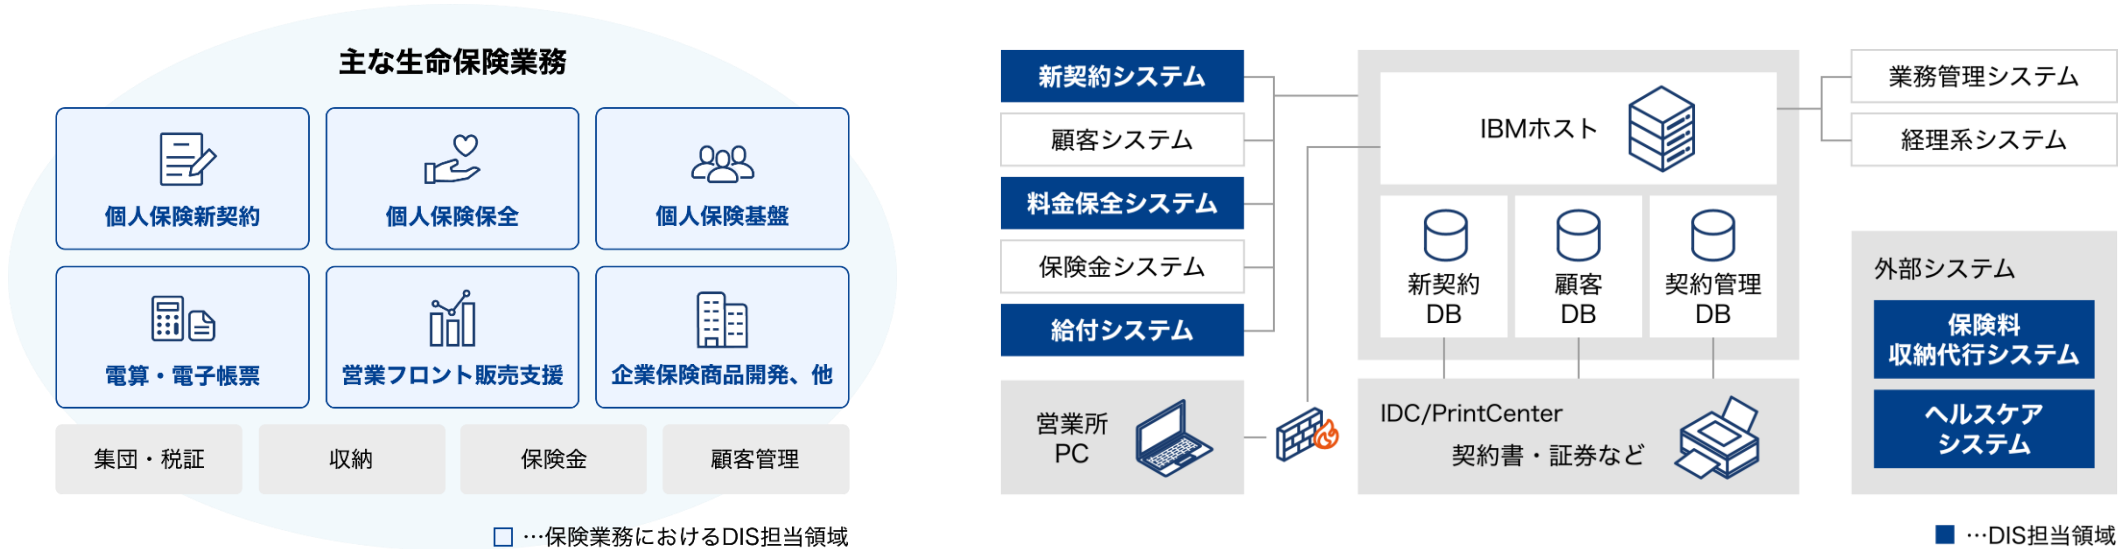 主な生命保険業務
個人保険新契約
個人保険保全
個人保険基盤
電算・電子帳票
営業フロント販売支援
企業保険商品開発、他
集団・税証
収納
保険金
顧客管理
…保険業務におけるDIS担当領域
新契約システム
顧客システム
料金保全システム
保険金システム
給付システム
営業所
PC
IBMホスト
新契約
DB
顧客
DB
契約管理
DB
IDC/PrintCenter
契約書・証券など
業務管理システム
経理系システム
外部システム
保険料
収納代行システム
ヘルスケア
システム
…DIS担当領域